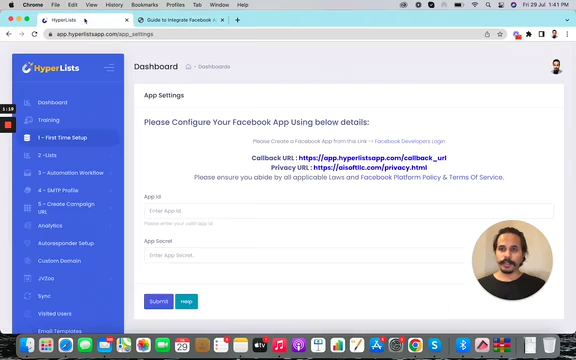 Chrome File Edit View History Bookmarks Profiles Tab Window Help Fri 29 Jul 1:41 PM
HyperLists
Guide to Integrate Facebook A
app.hyperlistsapp.com/app_settings
1:19
HyperLists
Dashboard
Training
1 - First Time Setup
2 -Lists
3 - Automation Workflow
4 - SMTP Profile
5 - Create Campaign
URL
Analytics
Autoresponder Setup
Custom Domain
JVZoo
Sync
Visited Users
Email Templates
Dashboard
Dashboards
App Settings
Please Configure Your Facebook App Using below details:
Please Create a Facebook App from this Link -> Facebook Developers Login
Callback URL : https://app.hyperlistsapp.com/callback_url
Privacy URL : https://aisoftllc.com/privacy.html
Please ensure you abide by all applicable Laws and Facebook Platform Policy & Terms Of Service.
App Id
Enter App Id.
Please enter your valid app id
App Secret
Enter App Secret.
Submit
Help
29